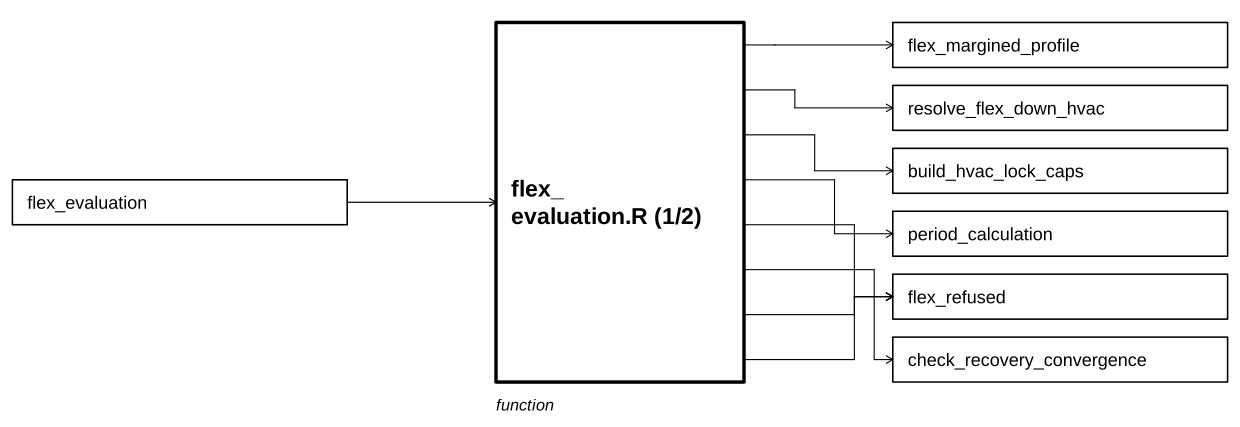 flex_evaluation
flex_
evaluation.R (1/2)
function
flex_margined_profile
resolve_flex_down_hvac
build_hvac_lock_caps
period_calculation
flex_refused
check_recovery_convergence